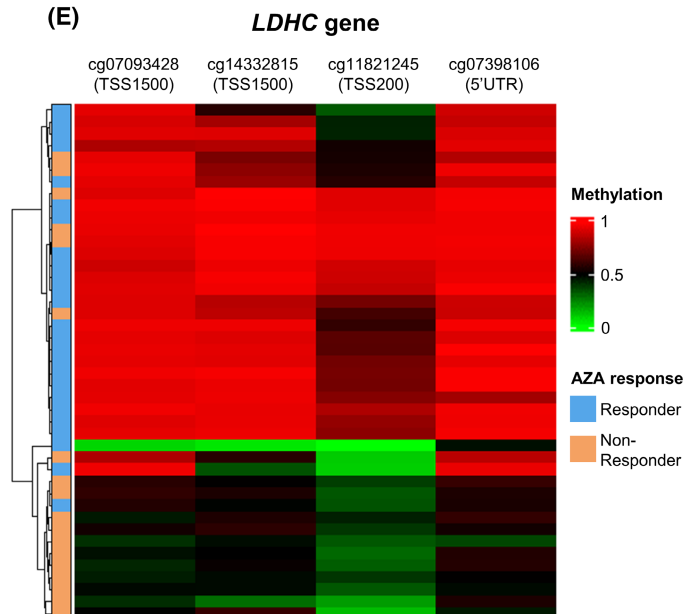 (E)
LDHC gene
cg07093428 cg14332815 cg11821245 cg07398106
(TSS1500) (TSS1500) (TSS200) (5'UTR)
Methylation
1
0.5
0
AZA response
Responder
Non-
Responder